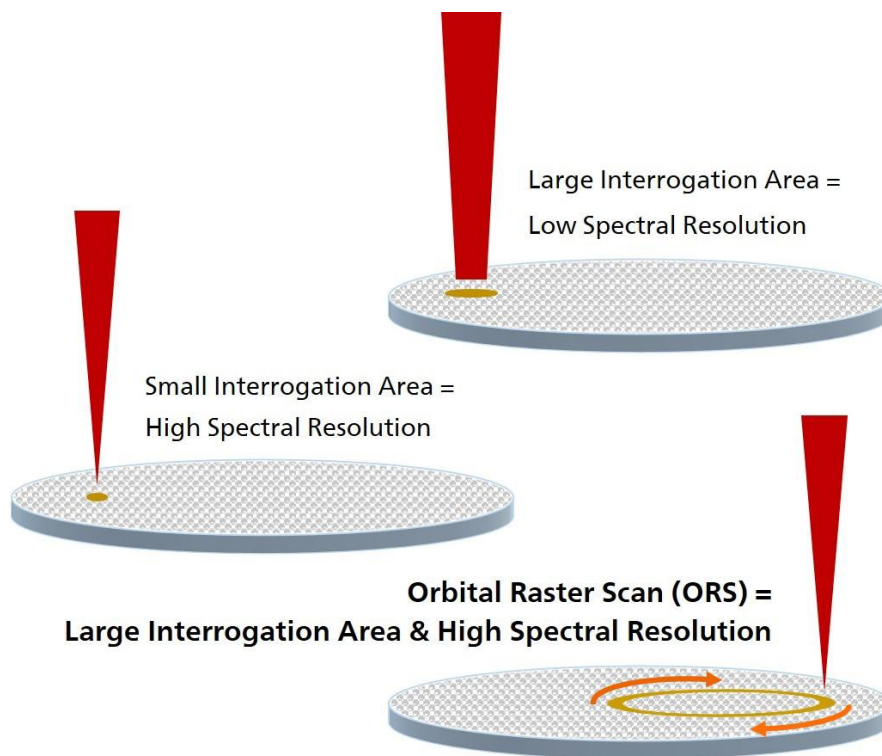 Large Interrogation Area =
Low Spectral Resolution
Small Interrogation Area =
High Spectral Resolution
Orbital Raster Scan (ORS) =
Large Interrogation Area & High Spectral Resolution